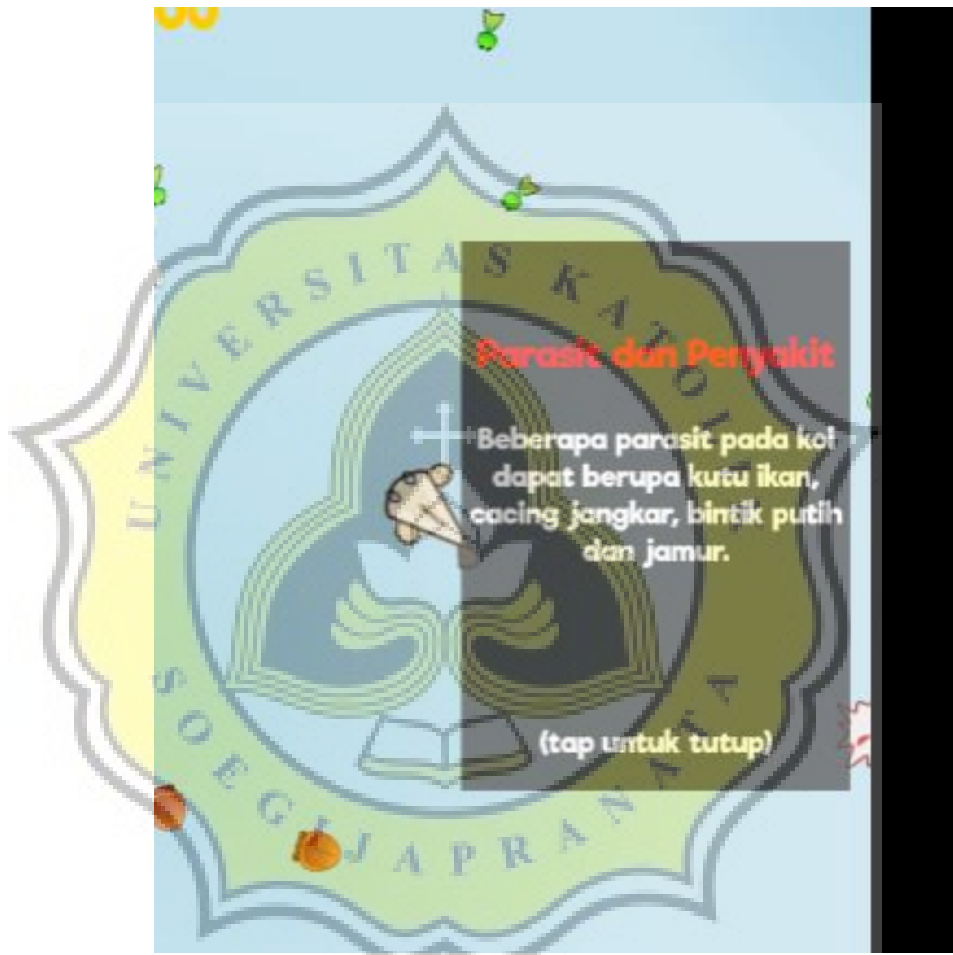 UNIVERSITAS KATOLIK
Parasit dan Penyakit
Beberapa parasit pada koi
dapat berupa kutu ikan,
cacing jangkar, bintik putih
dan jamur.
(tap untuk tutup)
SOEGIJAPRANATA